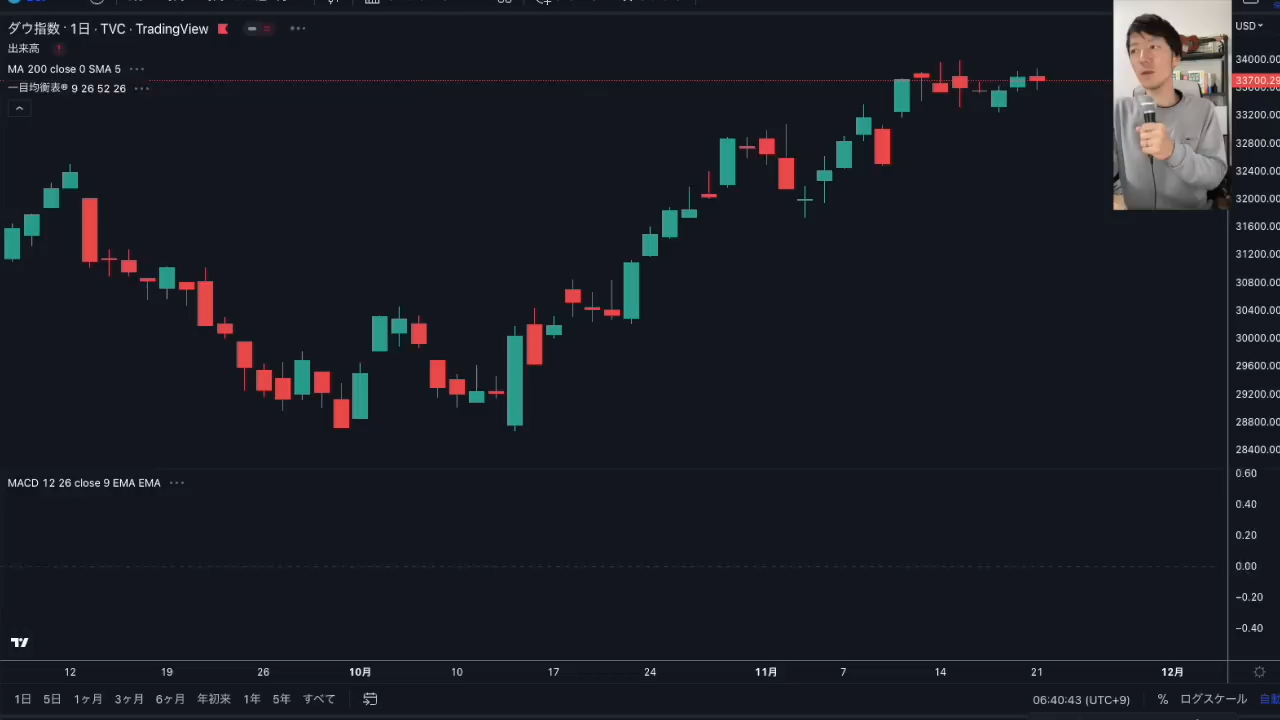 ダウ指数 · 1日 · TVC · TradingView
USD
出来高
MA 200 close 0 SMA 5
一目均衡表 9 26 52 26
34000.00
33700.29
33200.00
32800.00
32400.00
32000.00
31600.00
31200.00
30800.00
30400.00
30000.00
29600.00
29200.00
28800.00
28400.00
MACD 12 26 close 9 EMA EMA
0.60
0.40
0.20
0.00
−0.20
−0.40
12 19 26 10月 10 17 24 11月 7 14 21 12月
1日 5日 1ヶ月 3ヶ月 6ヶ月 年初来 1年 5年 すべて
06:40:43 (UTC+9) % ログスケール 自動